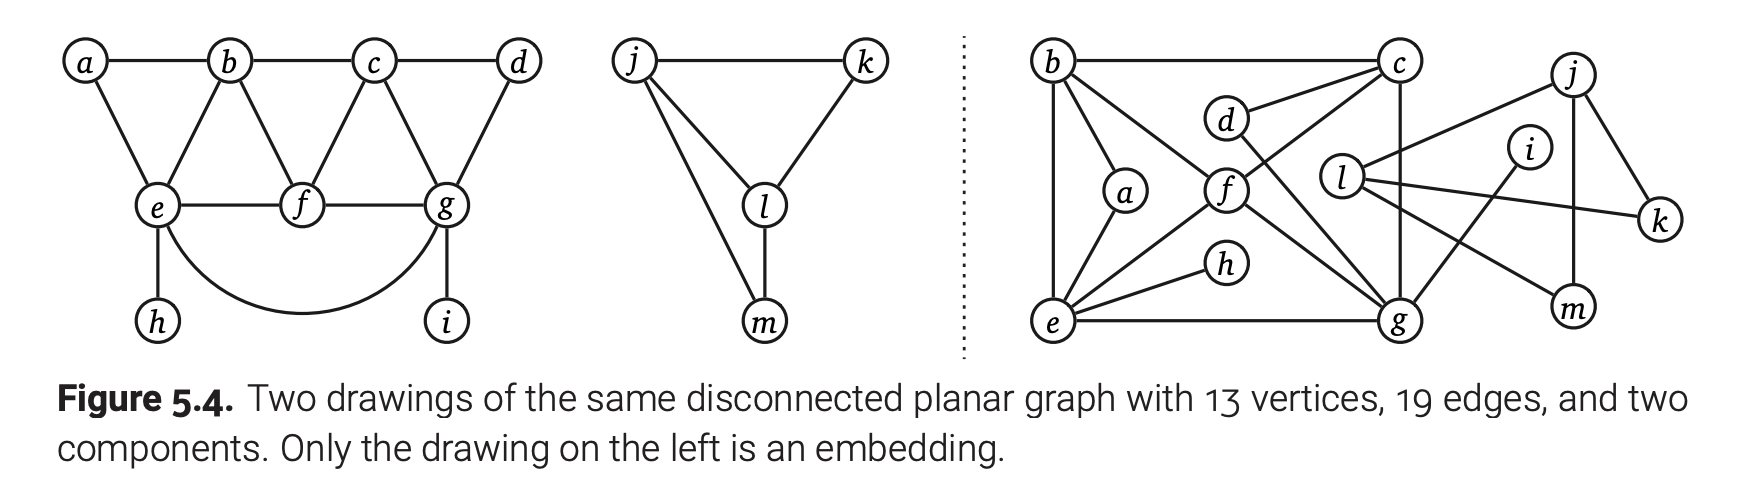 a b c d j k b c j
d i
e f g l a f l k
h
h i m e g m
Figure 5.4. Two drawings of the same disconnected planar graph with 13 vertices, 19 edges, and two
components. Only the drawing on the left is an embedding.